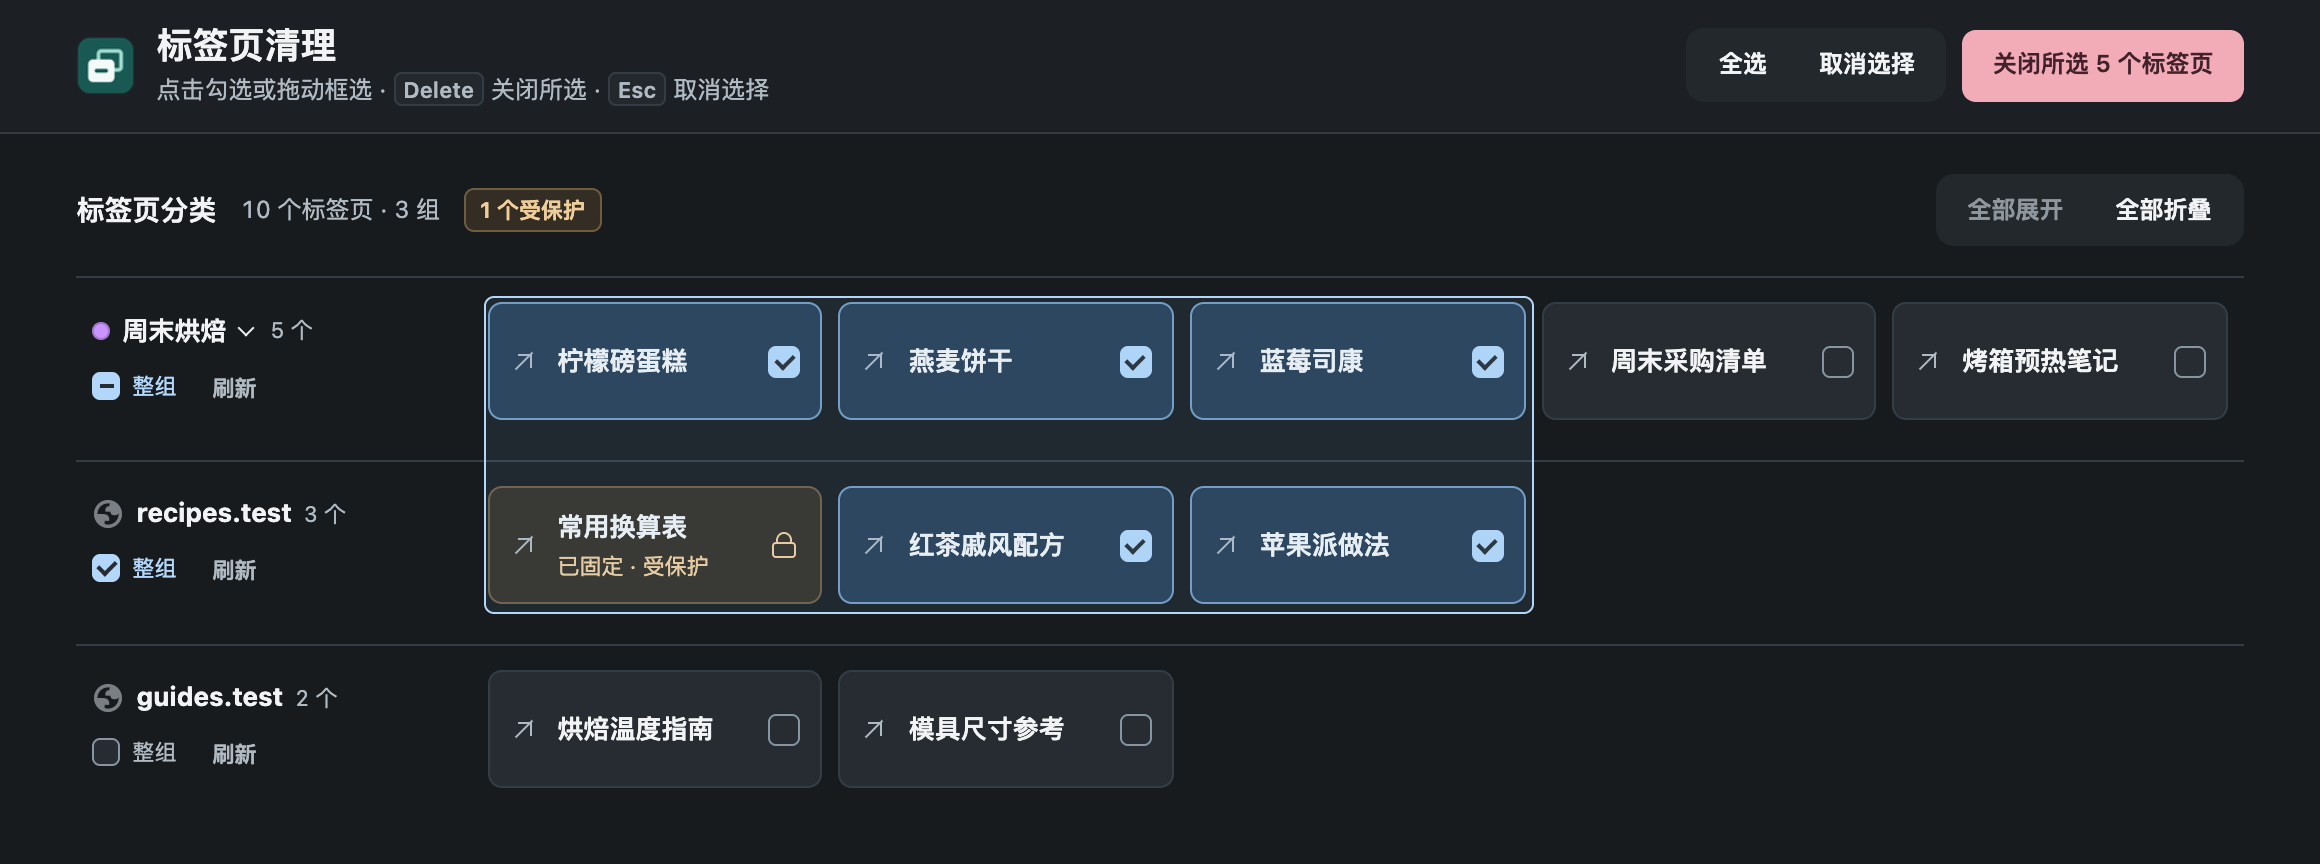 标签页清理
点击勾选或拖动框选 · Delete 关闭所选 · Esc 取消选择
全选 取消选择 关闭所选 5 个标签页
标签页分类 10 个标签页 · 3 组 1 个受保护
全部展开 全部折叠
周末烘焙 5 个
整组 刷新
柠檬磅蛋糕
燕麦饼干
蓝莓司康
周末采购清单
烤箱预热笔记
recipes.test 3 个
整组 刷新
常用换算表
已固定 · 受保护
红茶戚风配方
苹果派做法
guides.test 2 个
整组 刷新
烘焙温度指南
模具尺寸参考